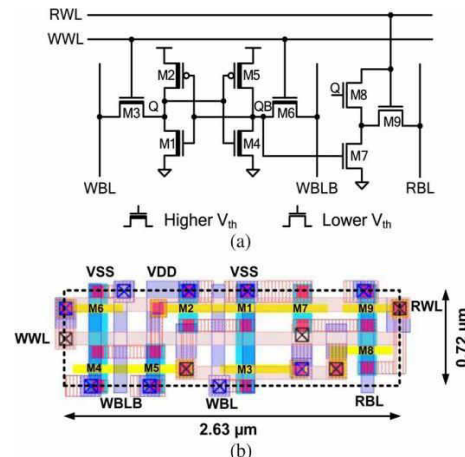 RWL
WWL
M2 M5
M3 Q QB M6 Q M8
M9
M1 M4 M7
WBL WBLB RBL
Higher Vth Lower Vth
(a)
VSS VDD VSS
M6 M2 M1 M7 M9 RWL
WWL
M8
M4 M5 M3
WBLB WBL RBL
0.72 µm
2.63 µm
(b)